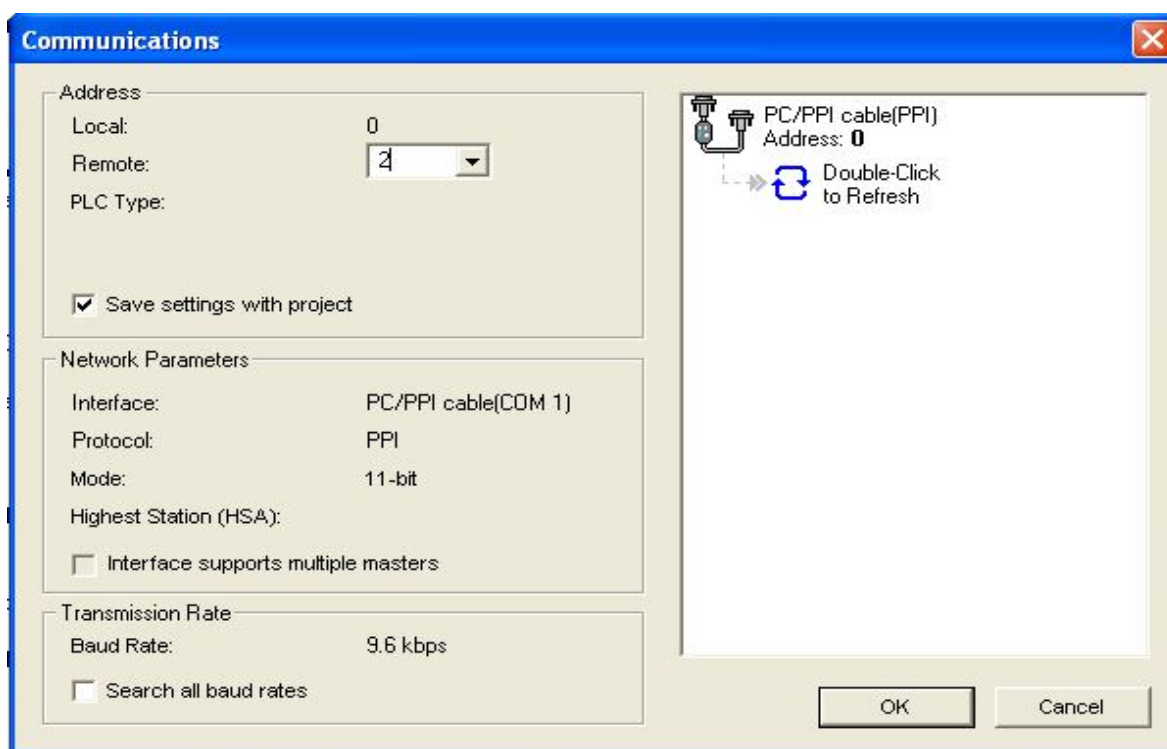 Communications
Address
Local: 0
Remote: 2
PLC Type:
Save settings with project
Network Parameters
Interface: PC/PPI cable(COM 1)
Protocol: PPI
Mode: 11-bit
Highest Station (HSA):
Interface supports multiple masters
Transmission Rate
Baud Rate: 9.6 kbps
Search all baud rates
PC/PPI cable(PPI)
Address: 0
Double-Click
to Refresh
OK Cancel